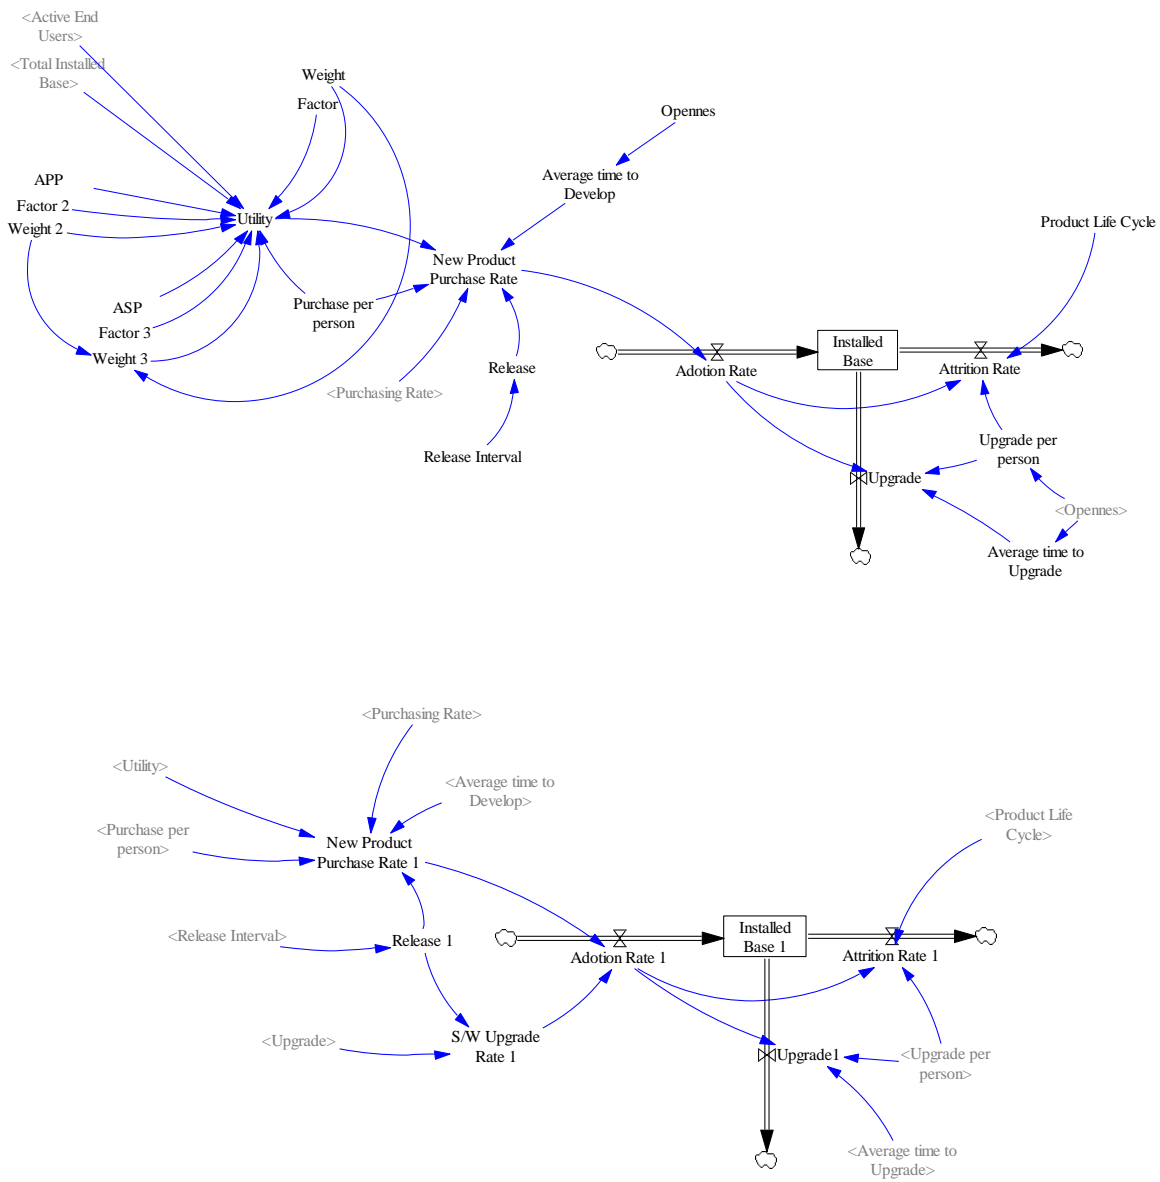 <Active End
Users>
<Total Installed
Base>
Weight
Factor
Opennes
APP
Average time to
Develop
Factor 2
Utility
Weight 2
Product Life Cycle
New Product
Purchase Rate
ASP
Purchase per
person
Factor 3
Weight 3
Installed
Base
Release
Adotion Rate
Attrition Rate
<Purchasing Rate>
Release Interval
Upgrade per
person
Upgrade
<Opennes>
Average time to
Upgrade
<Purchasing Rate>
<Utility>
<Average time to
Develop>
<Purchase per
person>
<Product Life
Cycle>
New Product
Purchase Rate 1
<Release Interval>
Release 1
Installed
Base 1
Adotion Rate 1
Attrition Rate 1
<Upgrade>
S/W Upgrade
Rate 1
Upgrade1
<Upgrade per
person>
<Average time to
Upgrade>